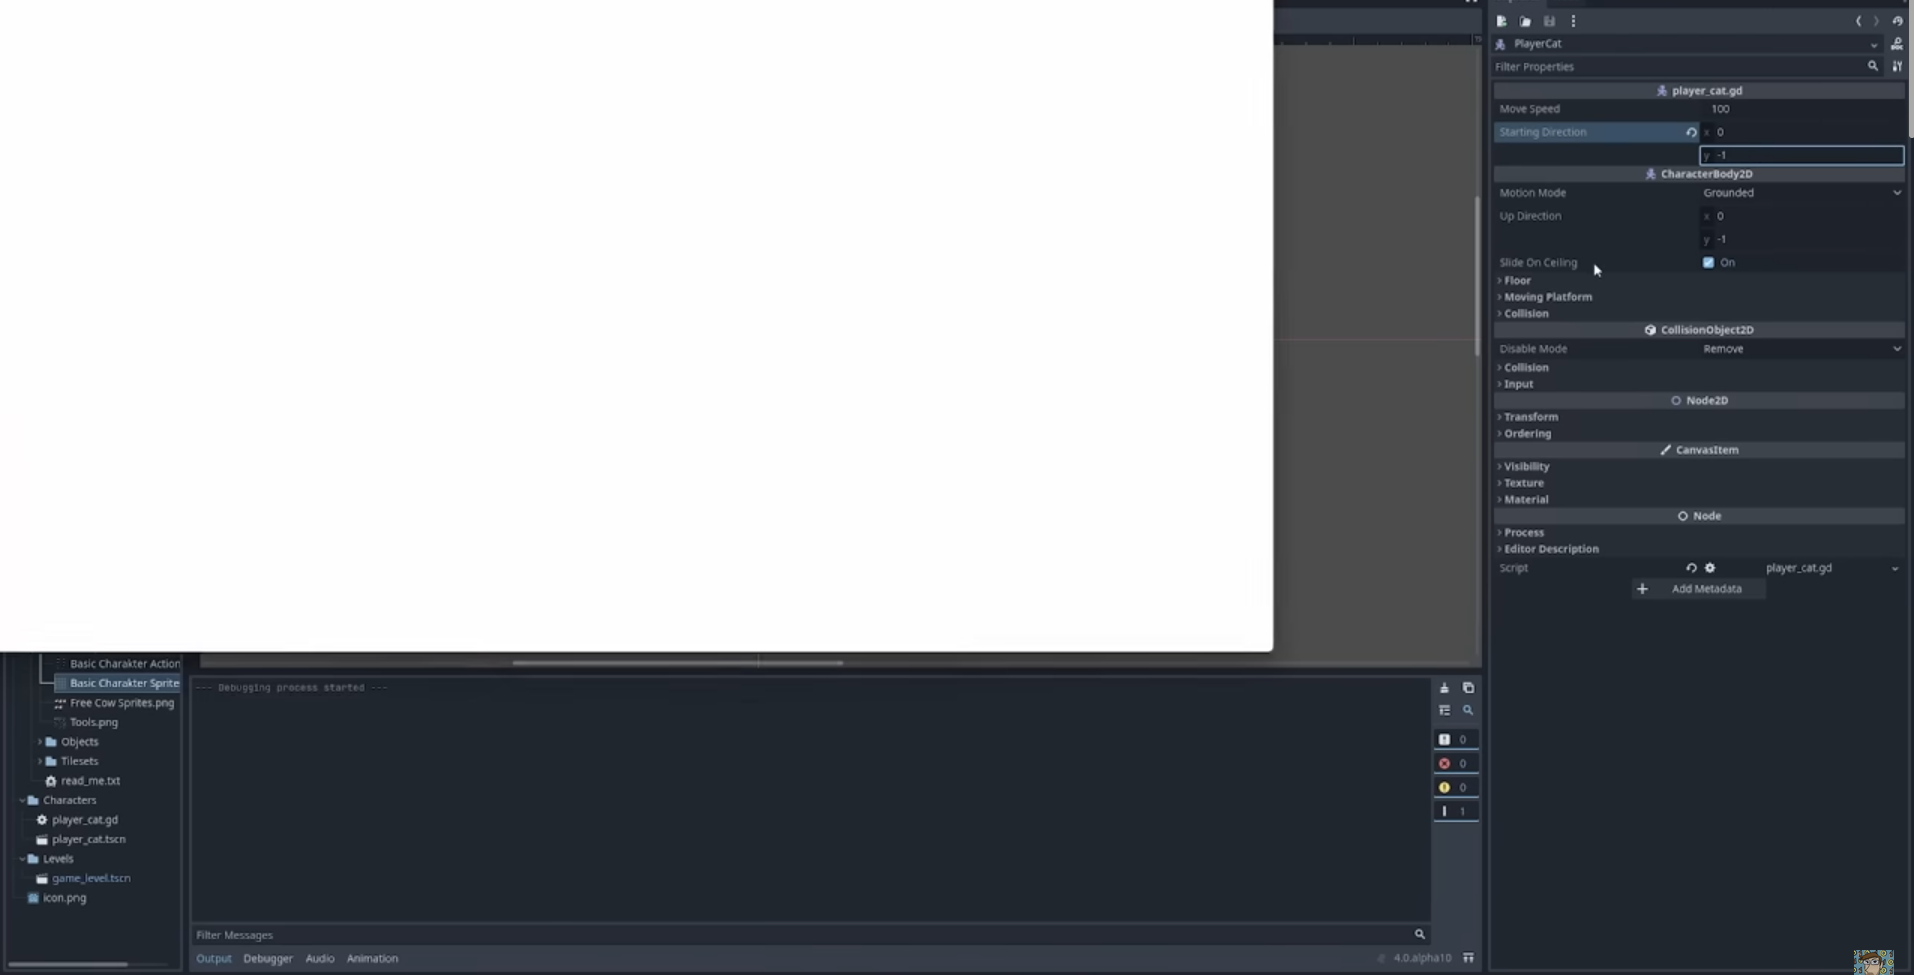 PlayerCat
Filter Properties
player_cat.gd
Move Speed 100
Starting Direction x 0
y -1
CharacterBody2D
Motion Mode Grounded
Up Direction x 0
y -1
Slide On Ceiling On
Floor
Moving Platform
Collision
CollisionObject2D
Disable Mode Remove
Collision
Input
Node2D
Transform
Ordering
CanvasItem
Visibility
Texture
Material
Node
Process
Editor Description
Script player_cat.gd
Add Metadata
Basic Charakter Action
Basic Charakter Sprite
Free Cow Sprites.png
Tools.png
Objects
Tilesets
read_me.txt
Characters
player_cat.gd
player_cat.tscn
Levels
game_level.tscn
icon.png
--- Debugging process started ---
0
0
0
1
Filter Messages
Output Debugger Audio Animation 4.0.alpha10